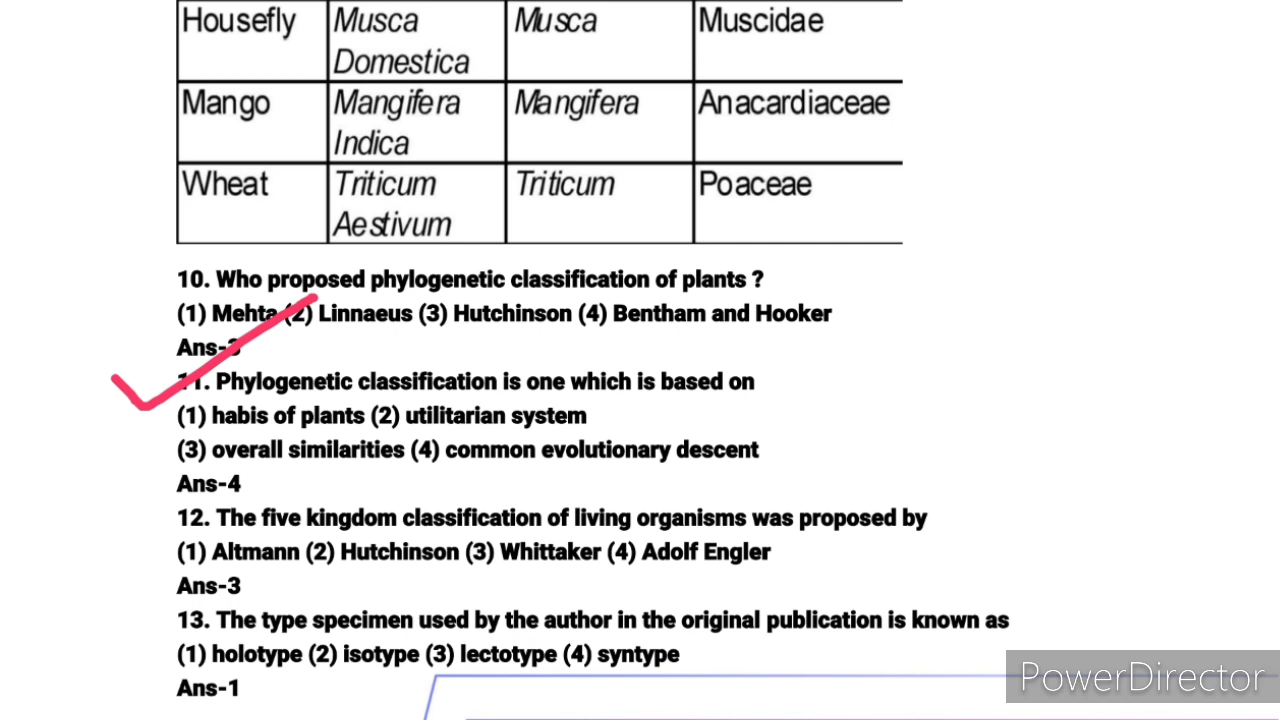 Housefly Musca Musca Muscidae
Domestica
Mango Mangifera Mangifera Anacardiaceae
Indica
Wheat Triticum Triticum Poaceae
Aestivum
10. Who proposed phylogenetic classification of plants ?
(1) Mehta (2) Linnaeus (3) Hutchinson (4) Bentham and Hooker
Ans-3
11. Phylogenetic classification is one which is based on
(1) habis of plants (2) utilitarian system
(3) overall similarities (4) common evolutionary descent
Ans-4
12. The five kingdom classification of living organisms was proposed by
(1) Altmann (2) Hutchinson (3) Whittaker (4) Adolf Engler
Ans-3
13. The type specimen used by the author in the original publication is known as
(1) holotype (2) isotype (3) lectotype (4) syntype
Ans-1
PowerDirector